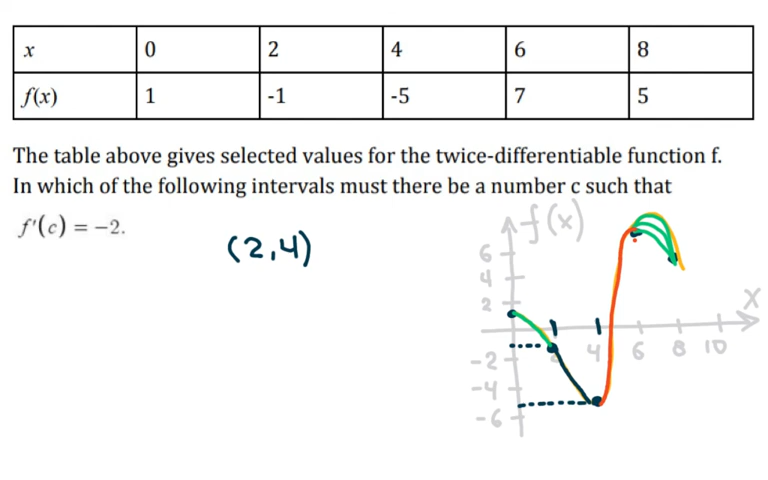 x 0 2 4 6 8
f(x) 1 -1 -5 7 5
The table above gives selected values for the twice-differentiable function f.
In which of the following intervals must there be a number c such that
f'(c) = −2.
(2,4)
f(x)
6
4
2
-2
-4
-6
4 6 8 10
X